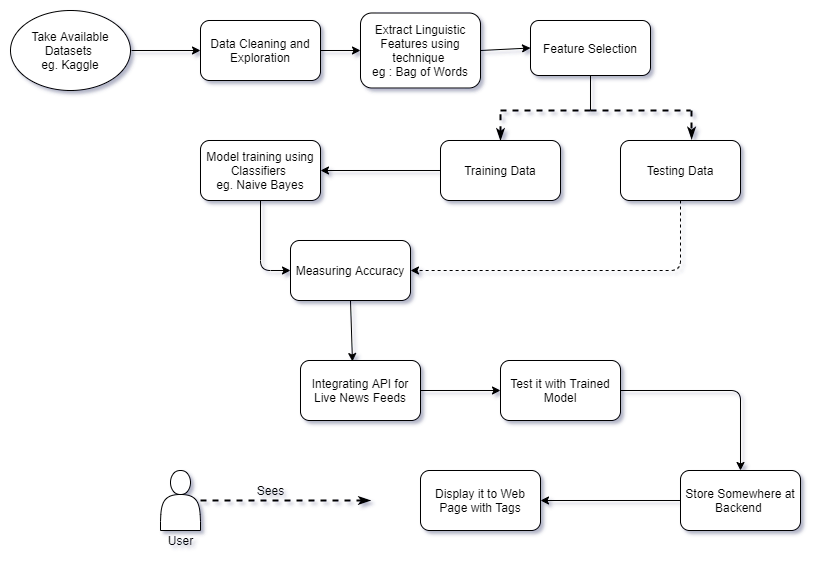 Take Available
Datasets
eg. Kaggle
Data Cleaning and
Exploration
Extract Linguistic
Features using
technique
eg : Bag of Words
Feature Selection
Model training using
Classifiers
eg. Naive Bayes
Training Data
Testing Data
Measuring Accuracy
Integrating API for
Live News Feeds
Test it with Trained
Model
Sees
User
Display it to Web
Page with Tags
Store Somewhere at
Backend